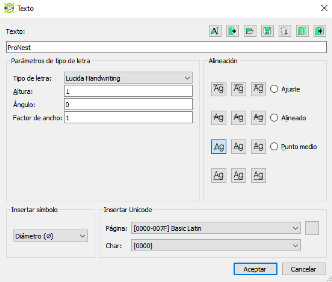 Texto
Texto:
ProNest
Parámetros de tipo de letra
Tipo de letra: Lucida Handwriting
Altura: 1
Ángulo: 0
Factor de ancho: 1
Alineación
Ag Ag Ag Ajuste
Ag Ag Ag Alineado
Ag Ag Ag Punto medio
Ag Ag Ag
Insertar símbolo
Diámetro (Ø)
Insertar Unicode
Página: [0000-007F] Basic Latin
Char: [0000]
Aceptar Cancelar